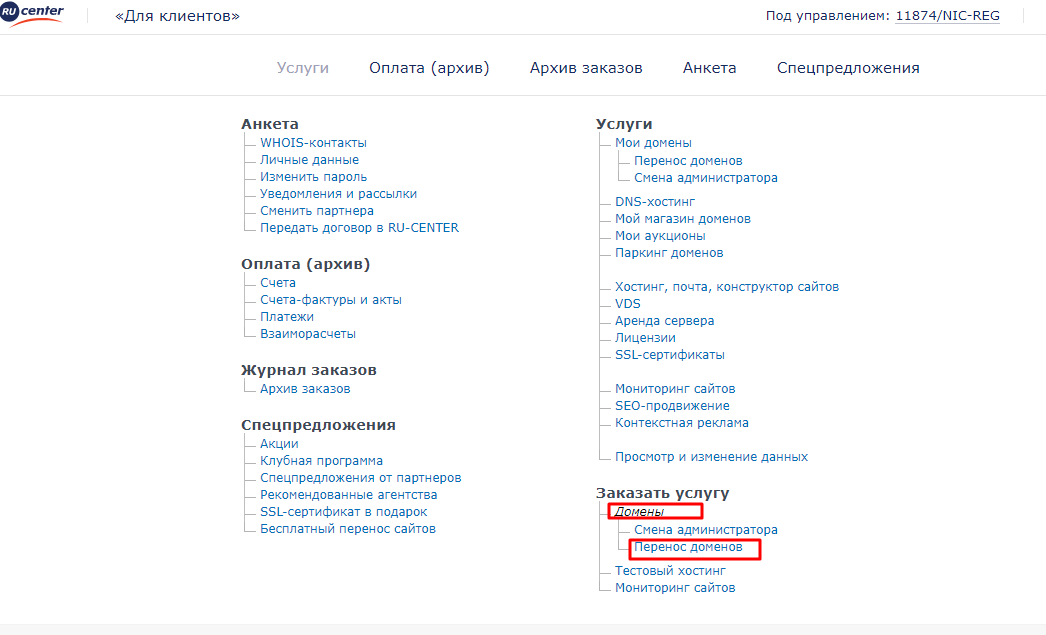 RU center
«Для клиентов»
Под управлением: 11874/NIC-REG
Услуги
Оплата (архив)
Архив заказов
Анкета
Спецпредложения
Анкета
WHOIS-контакты
Личные данные
Изменить пароль
Уведомления и рассылки
Сменить партнера
Передать договор в RU-CENTER
Оплата (архив)
Счета
Счета-фактуры и акты
Платежи
Взаиморасчеты
Журнал заказов
Архив заказов
Спецпредложения
Акции
Клубная программа
Спецпредложения от партнеров
Рекомендованные агентства
SSL-сертификат в подарок
Бесплатный перенос сайтов
Услуги
Мои домены
Перенос доменов
Смена администратора
DNS-хостинг
Мой магазин доменов
Мои аукционы
Паркинг доменов
Хостинг, почта, конструктор сайтов
VDS
Аренда сервера
Лицензии
SSL-сертификаты
Мониторинг сайтов
SEO-продвижение
Контекстная реклама
Просмотр и изменение данных
Заказать услугу
Домены
Смена администратора
Перенос доменов
Тестовый хостинг
Мониторинг сайтов